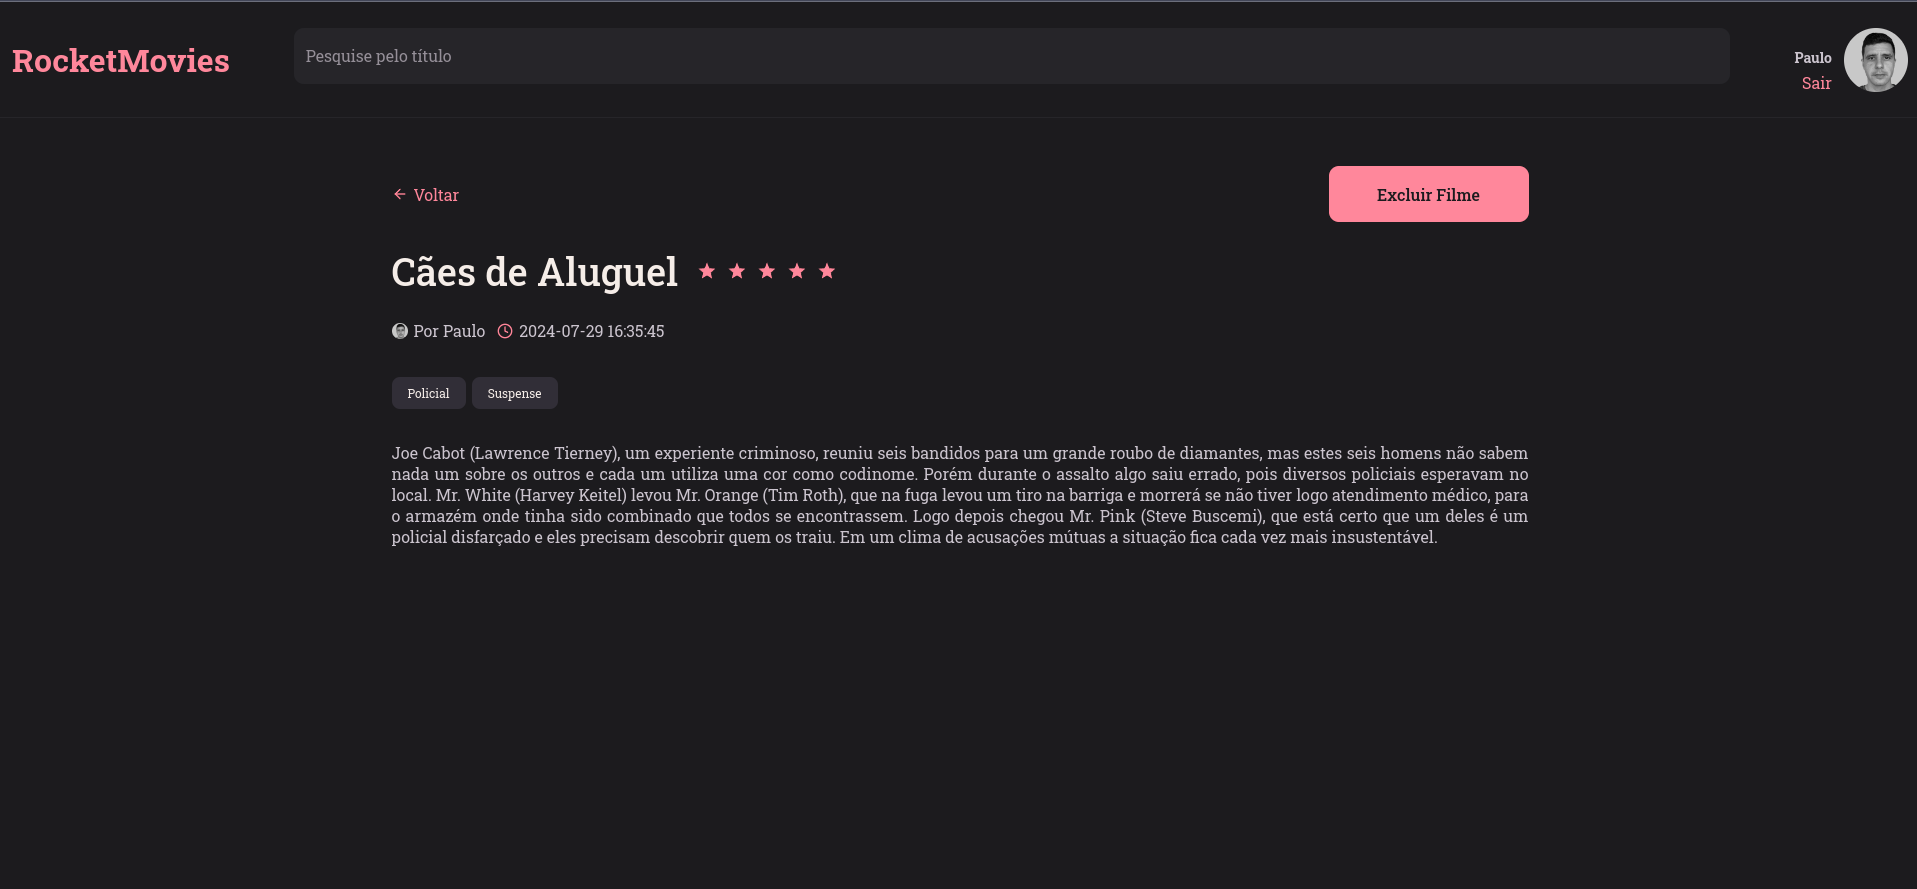 RocketMovies
Pesquise pelo título
Paulo
Sair
Voltar
Excluir Filme
Cães de Aluguel
Por Paulo 2024-07-29 16:35:45
Policial Suspense
Joe Cabot (Lawrence Tierney), um experiente criminoso, reuniu seis bandidos para um grande roubo de diamantes, mas estes seis homens não sabem
nada um sobre os outros e cada um utiliza uma cor como codinome. Porém durante o assalto algo saiu errado, pois diversos policiais esperavam no
local. Mr. White (Harvey Keitel) levou Mr. Orange (Tim Roth), que na fuga levou um tiro na barriga e morrerá se não tiver logo atendimento médico, para
o armazém onde tinha sido combinado que todos se encontrassem. Logo depois chegou Mr. Pink (Steve Buscemi), que está certo que um deles é um
policial disfarçado e eles precisam descobrir quem os traiu. Em um clima de acusações mútuas a situação fica cada vez mais insustentável.